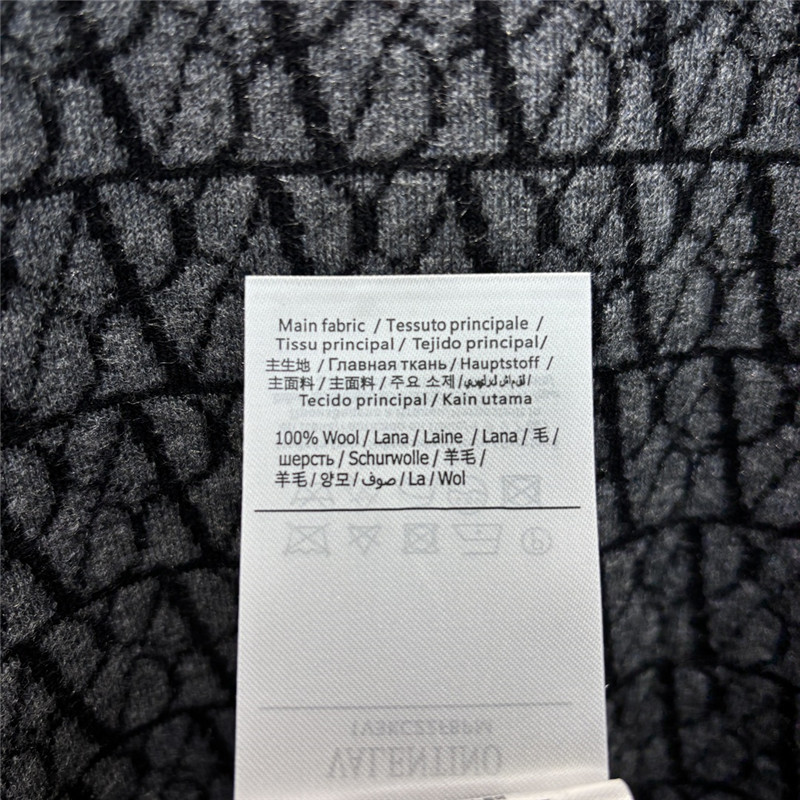 Main fabric / Tessuto principale /
Tissu principal / Tejido principal/
主生地 / Главная ткань / Hauptstoff /
主面料 / 主面料 / 주요 소제 /
Tecido principal / Kain utama
100% Wool / Lana / Laine / Lana / 毛 /
шерсть / Schurwolle / 羊毛 /
羊毛 / 양모 / صوف / La / Wol
VALENTINO